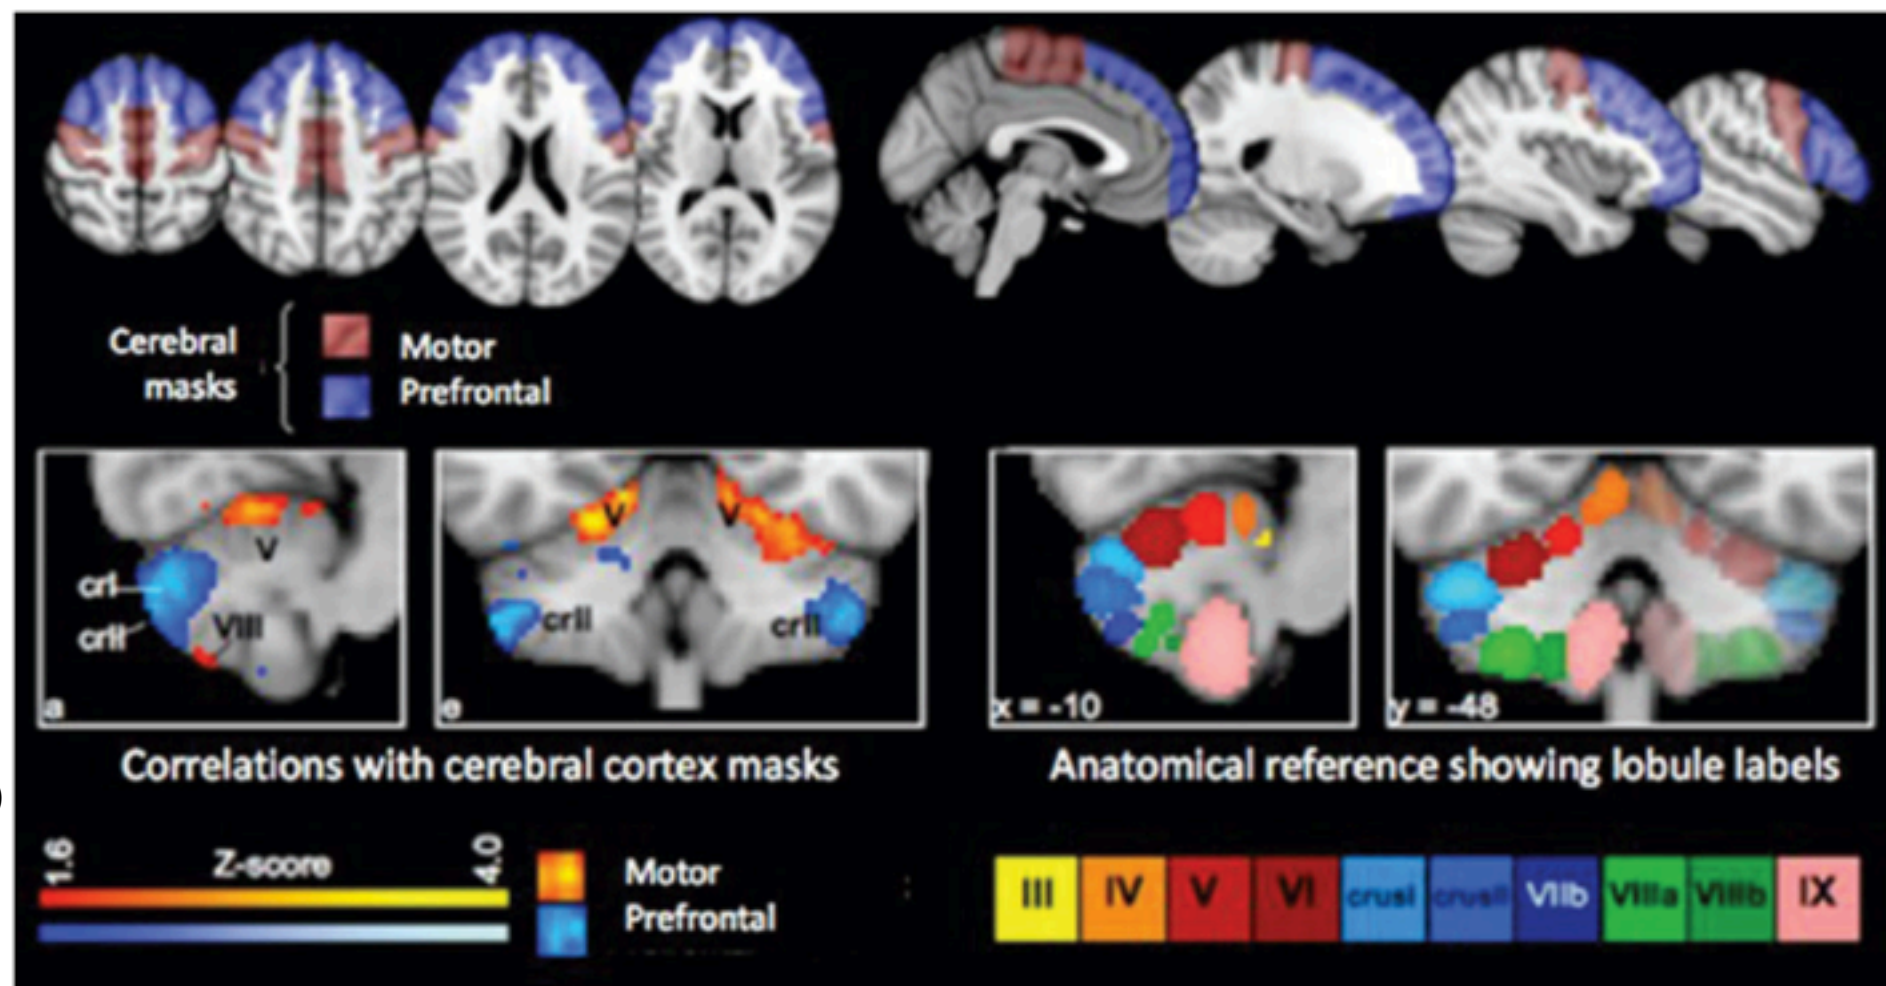 Cerebral
masks
Motor
Prefrontal
V
crI
crII
VIII
a
V V
crII crII
e
x = -10
y = -48
Correlations with cerebral cortex masks
Anatomical reference showing lobule labels
1.6 Z-score 4.0
Motor
Prefrontal
III IV V VI crusI crusII VIIb VIIIa VIIIb IX